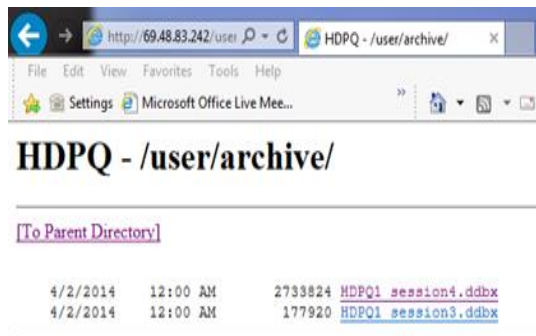 http://69.48.83.242/user
HDPQ - /user/archive/
File Edit View Favorites Tools Help
Settings Microsoft Office Live Mee...
HDPQ - /user/archive/
[To Parent Directory]
4/2/2014 12:00 AM 2733824 HDPQ1 session4.ddbx
4/2/2014 12:00 AM 177920 HDPQ1 session3.ddbx